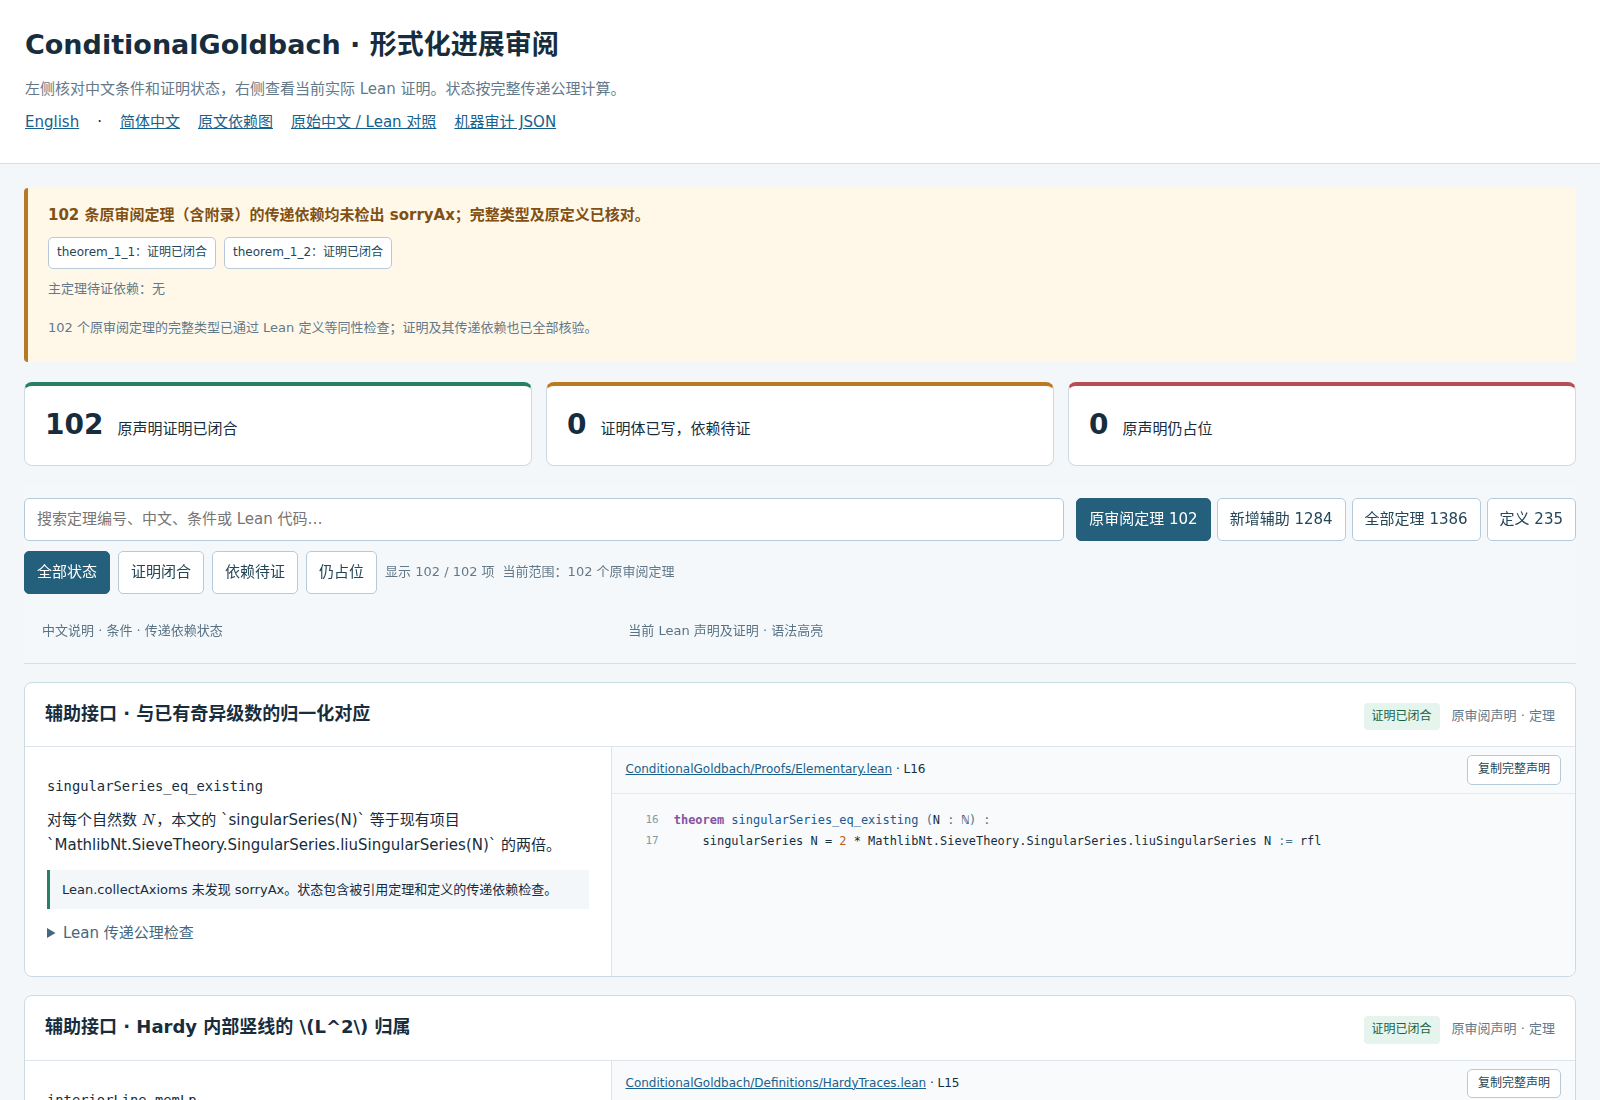 ConditionalGoldbach · 形式化进展审阅
左侧核对中文条件和证明状态，右侧查看当前实际 Lean 证明。状态按完整传递公理计算。
English · 简体中文 原文依赖图 原始中文 / Lean 对照 机器审计 JSON
102 条原审阅定理（含附录）的传递依赖均未检出 sorryAx；完整类型及原定义已核对。
theorem_1_1：证明已闭合 theorem_1_2：证明已闭合
主定理待证依赖：无
102 个原审阅定理的完整类型已通过 Lean 定义等同性检查；证明及其传递依赖也已全部核验。
102 原声明证明已闭合
0 证明体已写，依赖待证
0 原声明仍占位
搜索定理编号、中文、条件或 Lean 代码…
原审阅定理 102 新增辅助 1284 全部定理 1386 定义 235
全部状态 证明闭合 依赖待证 仍占位 显示 102 / 102 项 当前范围：102 个原审阅定理
中文说明 · 条件 · 传递依赖状态
当前 Lean 声明及证明 · 语法高亮
辅助接口 · 与已有奇异级数的归一化对应
证明已闭合 原审阅声明 · 定理
singularSeries_eq_existing
对每个自然数 N，本文的 `singularSeries(N)` 等于现有项目
`MathlibNt.SieveTheory.SingularSeries.liuSingularSeries(N)` 的两倍。
Lean.collectAxioms 未发现 sorryAx。状态包含被引用定理和定义的传递依赖检查。
▶ Lean 传递公理检查
ConditionalGoldbach/Proofs/Elementary.lean · L16
复制完整声明
16 theorem singularSeries_eq_existing (N : ℕ) :
17 singularSeries N = 2 * MathlibNt.SieveTheory.SingularSeries.liuSingularSeries N := rfl
辅助接口 · Hardy 内部竖线的 \(L^2\) 归属
证明已闭合 原审阅声明 · 定理
interiorLine_memLp
ConditionalGoldbach/Definitions/HardyTraces.lean · L15
复制完整声明